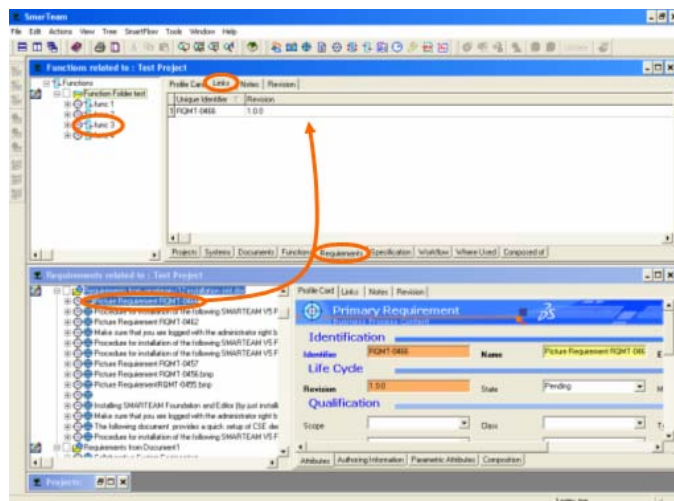 SmarTeam
File Edit Actions View Tree SmartFlow Tools Window Help
Functions related to : Test Project
Functions
Function Folder test
func 1
func 3
Profile Card Links Notes Revision
Unique Identifier Revision
1 RQMT-0466 1.0.0
Projects Systems Documents Functions Requirements Specification Workflow Where Used Composed of
Requirements related to : Test Project
Picture Requirement RQMT-0466
Procedure for installation of the following SMARTEAM V5 F
Picture Requirement RQMT-0462
Make sure that you are logged with the administrator right b
Procedure for installation of the following SMARTEAM V5 F
Picture Requirement RQMT-0457
Picture Requirement RQMT-0456.bmp
Picture Requirement RQMT-0455.bmp
Installing SMARTEAM Foundation and Editor (by just install
Make sure that you are logged with the administrator right b
The following document provides a quick setup of CSE de
Procedure for installation of the following SMARTEAM V5 F
Requirements from Document1
Profile Card Links Notes Revision
Primary Requirement
Business Process Context
Identification
Identifier RQMT-0466 Name Picture Requirement RQMT-046
Life Cycle
Revision 1.0.0 State Pending
Qualification
Scope Class
Attributes Authoring Information Parametric Attributes Composition
Projects